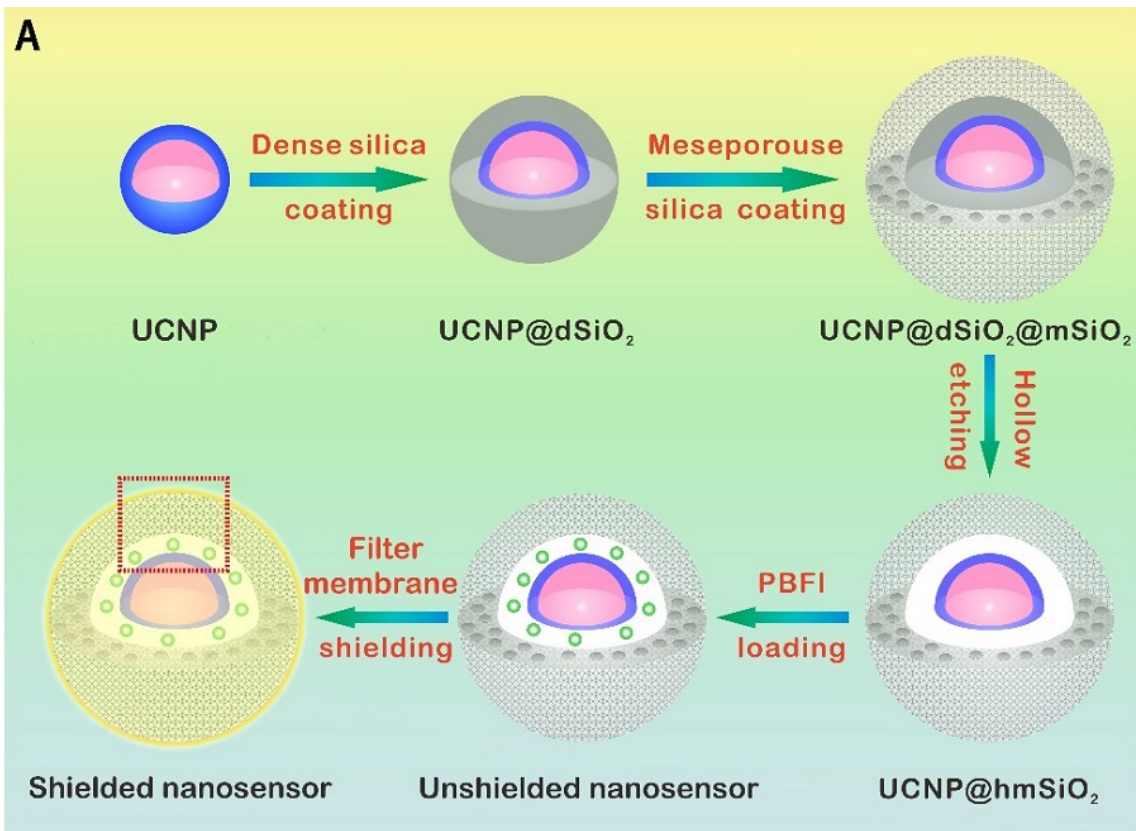 A
Dense silica
coating
Meseporouse
silica coating
UCNP
UCNP@dSiO₂
UCNP@dSiO₂@mSiO₂
Hollow
etching
Filter
membrane
shielding
PBFI
loading
Shielded nanosensor
Unshielded nanosensor
UCNP@hmSiO₂